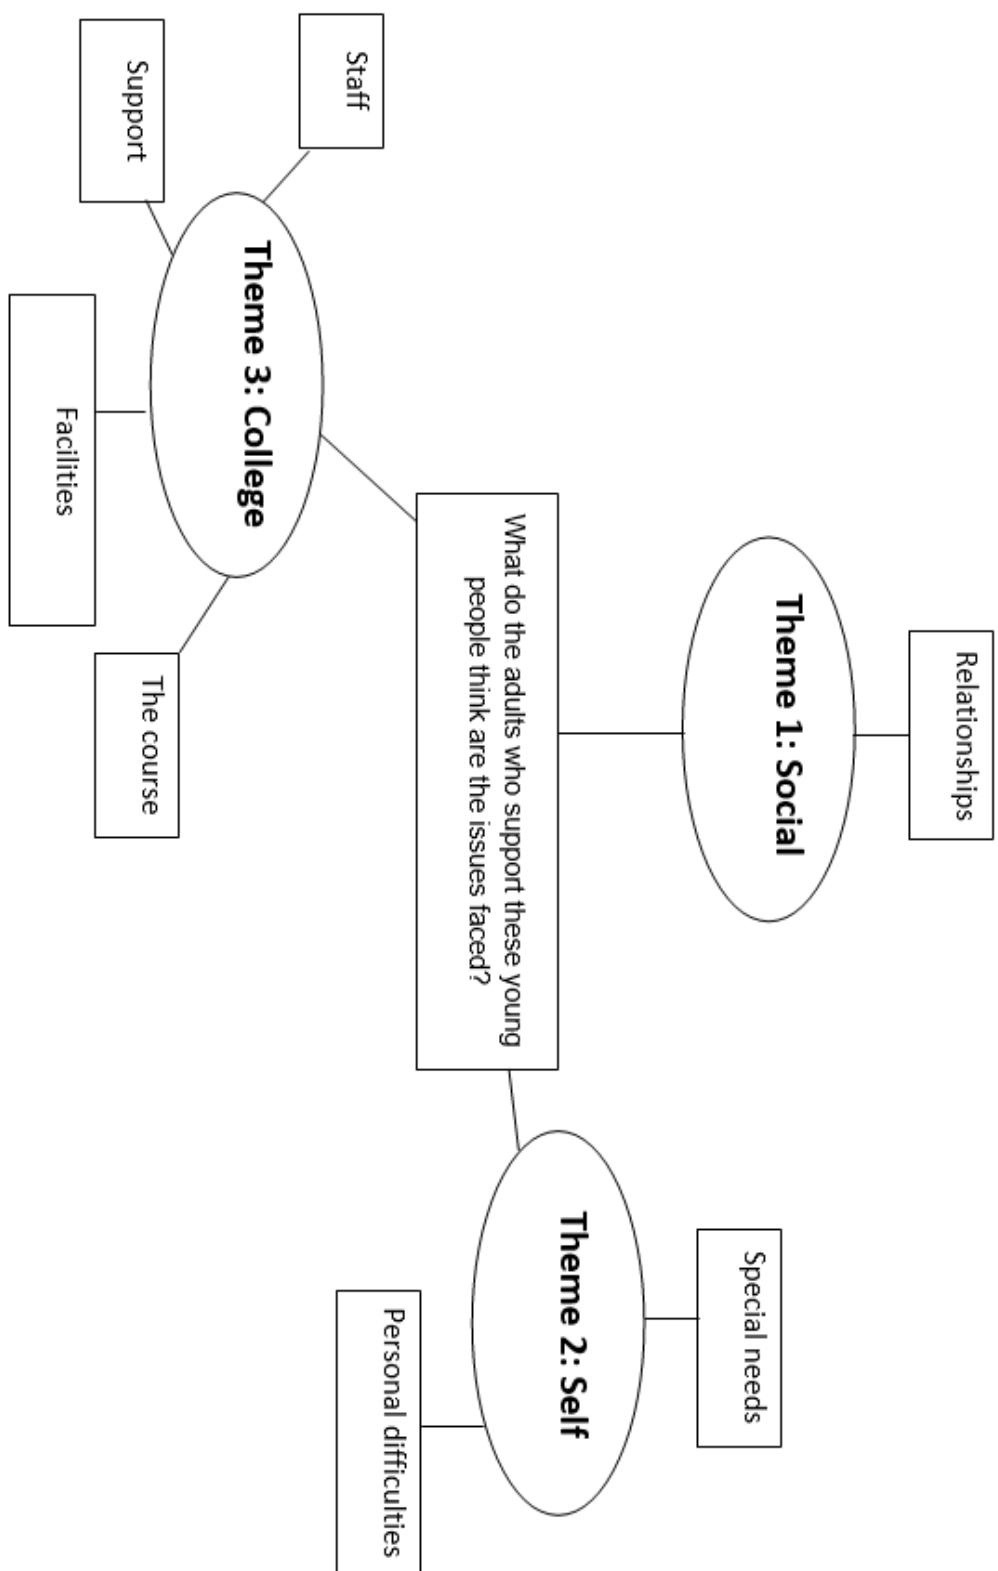 Relationships
Theme 1: Social
Special needs
What do the adults who support these young
people think are the issues faced?
Theme 2: Self
Staff
Theme 3: College
Personal difficulties
Support
The course
Facilities